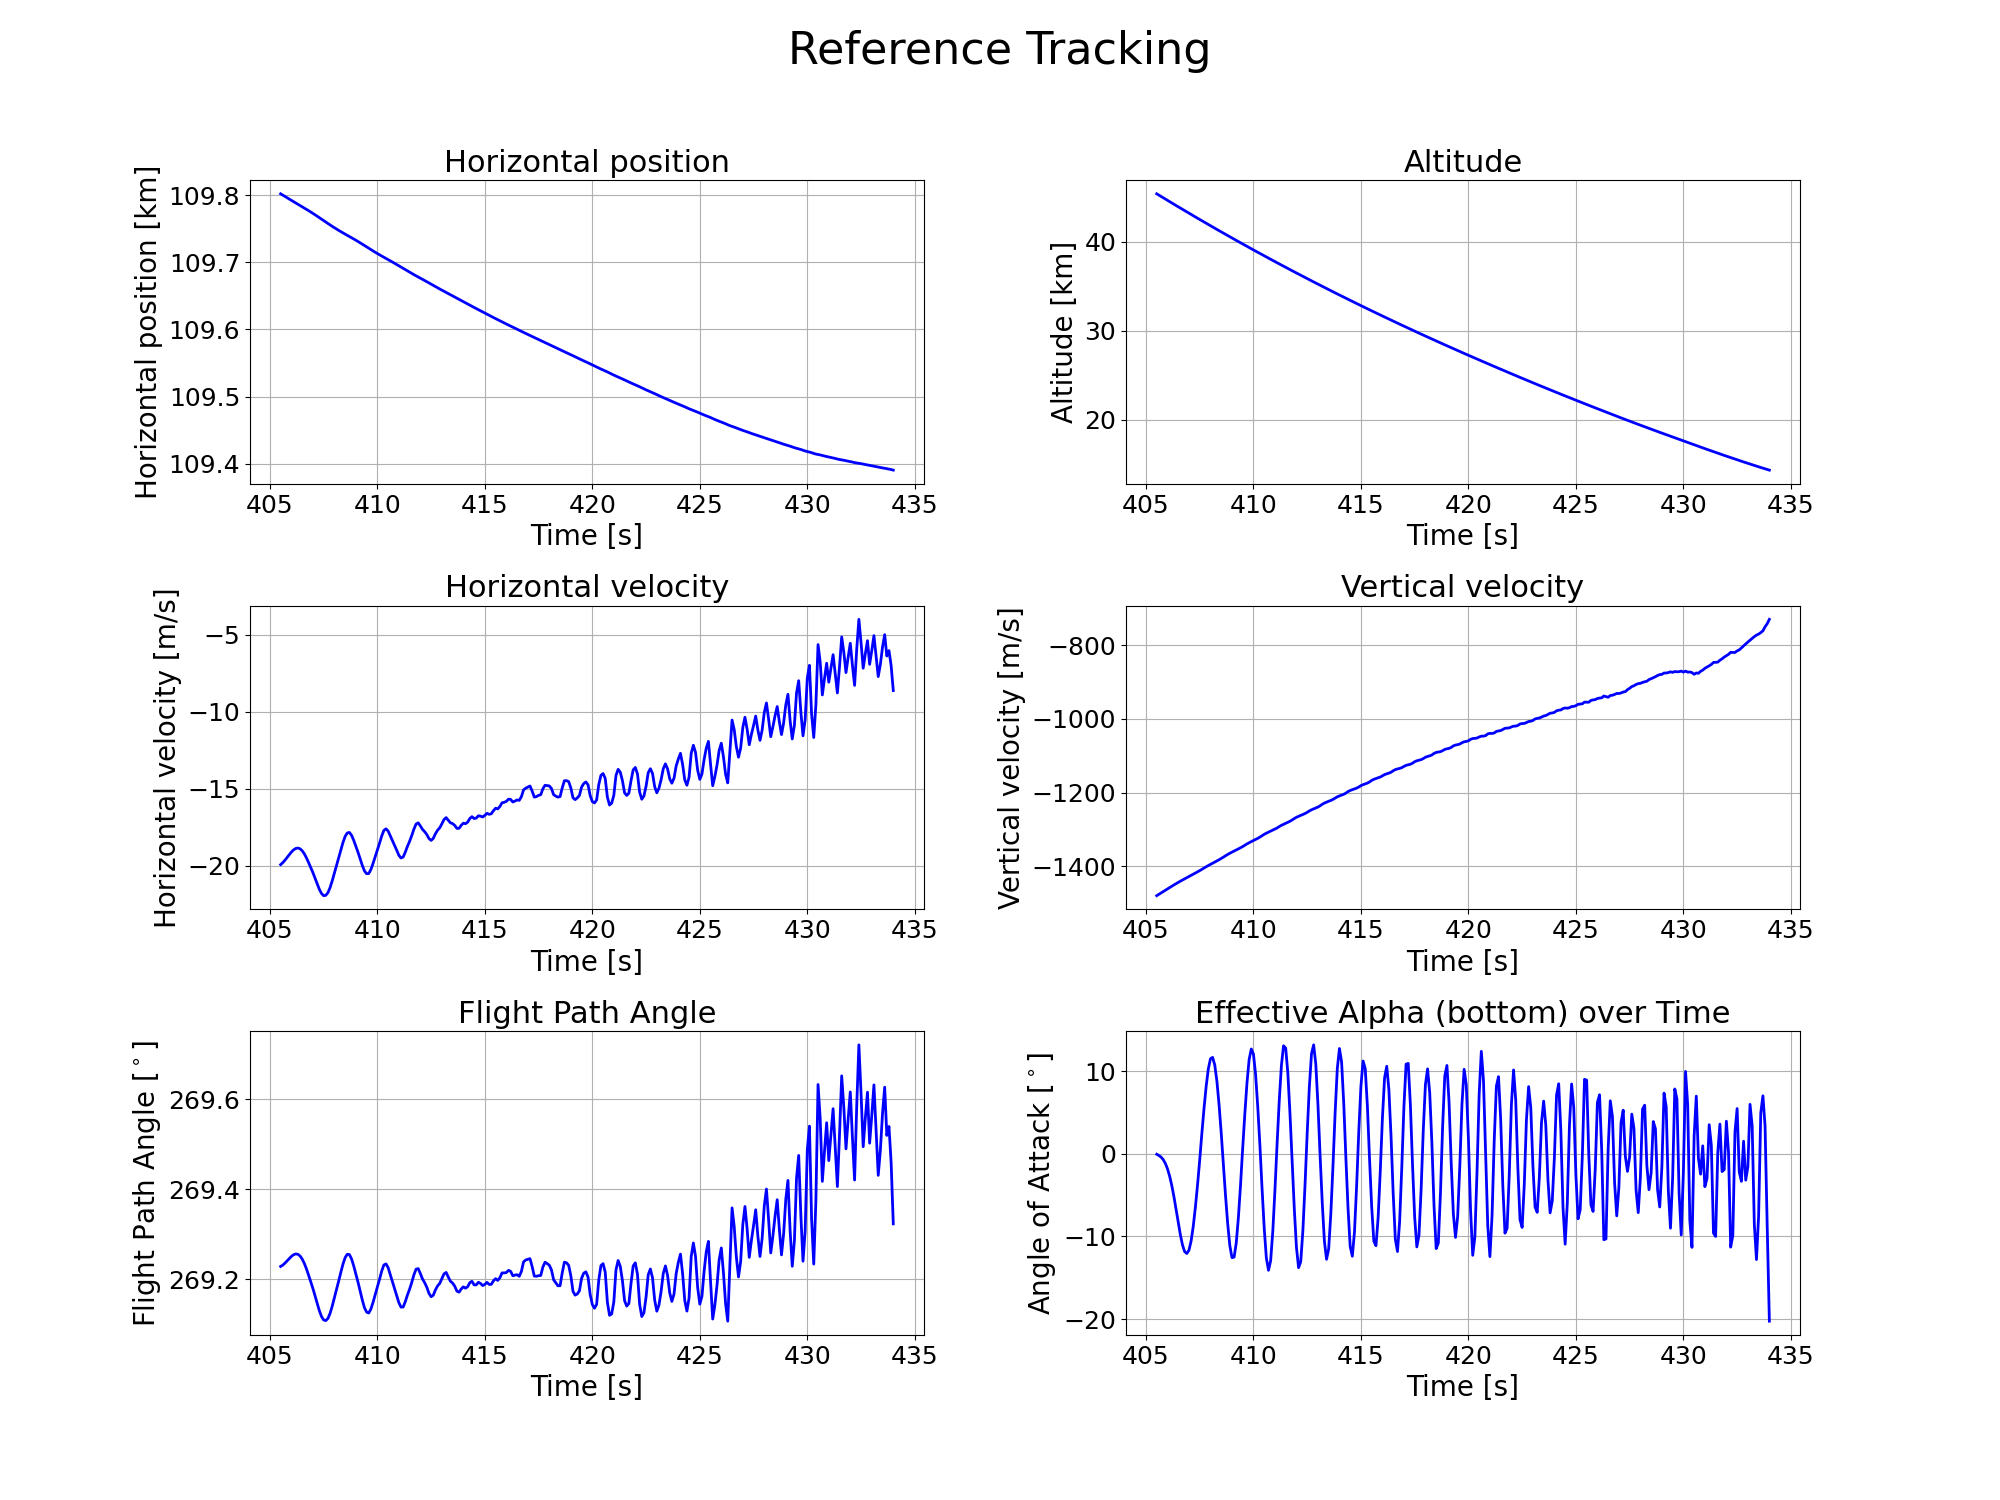 Reference Tracking
Horizontal position
Horizontal position [km]
109.8
109.7
109.6
109.5
109.4
405 410 415 420 425 430 435
Time [s]
Altitude
Altitude [km]
40
30
20
405 410 415 420 425 430 435
Time [s]
Horizontal velocity
Horizontal velocity [m/s]
−5
−10
−15
−20
405 410 415 420 425 430 435
Time [s]
Vertical velocity
Vertical velocity [m/s]
−800
−1000
−1200
−1400
405 410 415 420 425 430 435
Time [s]
Flight Path Angle
Flight Path Angle [°]
269.6
269.4
269.2
405 410 415 420 425 430 435
Time [s]
Effective Alpha (bottom) over Time
Angle of Attack [°]
10
0
−10
−20
405 410 415 420 425 430 435
Time [s]